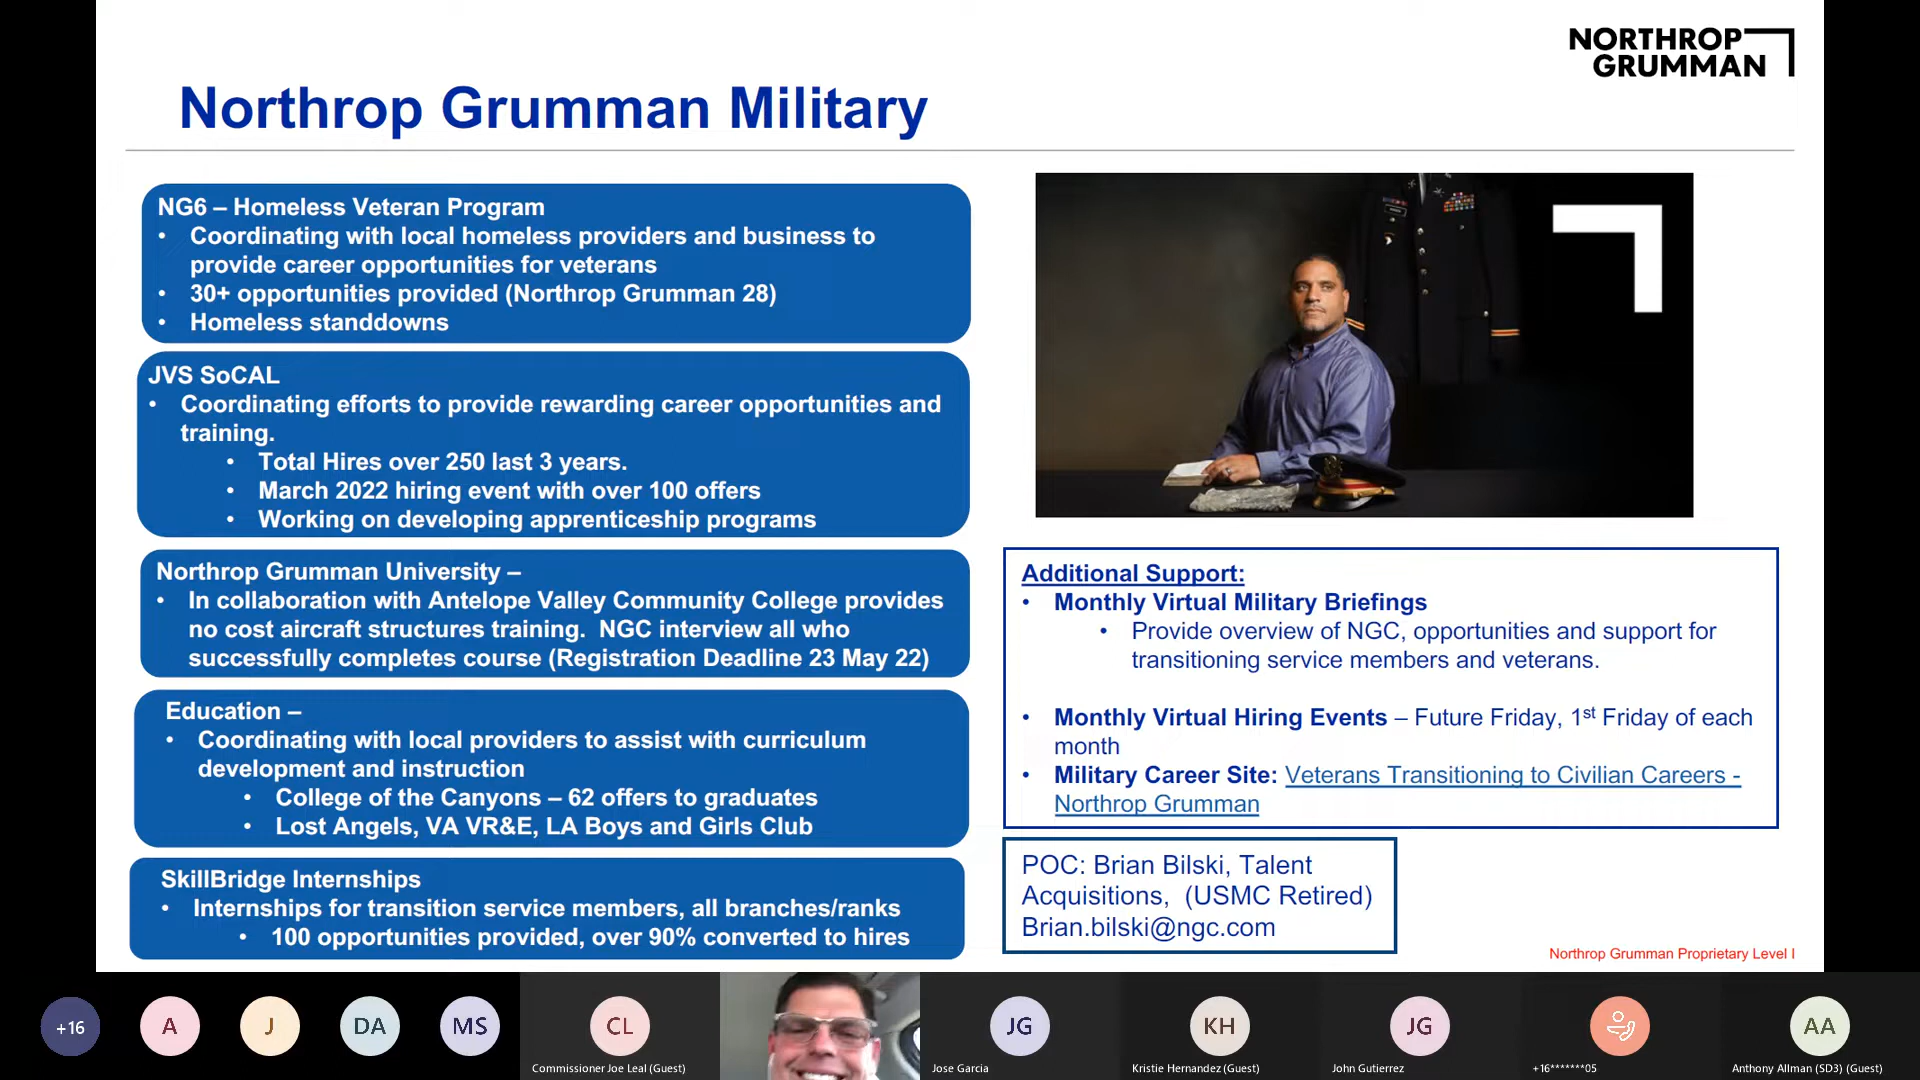 NORTHROP
GRUMMAN
Northrop Grumman Military
NG6 – Homeless Veteran Program
• Coordinating with local homeless providers and business to
provide career opportunities for veterans
• 30+ opportunities provided (Northrop Grumman 28)
• Homeless standdowns
JVS SoCAL
• Coordinating efforts to provide rewarding career opportunities and
training.
• Total Hires over 250 last 3 years.
• March 2022 hiring event with over 100 offers
• Working on developing apprenticeship programs
Northrop Grumman University –
• In collaboration with Antelope Valley Community College provides
no cost aircraft structures training. NGC interview all who
successfully completes course (Registration Deadline 23 May 22)
Education –
• Coordinating with local providers to assist with curriculum
development and instruction
• College of the Canyons – 62 offers to graduates
• Lost Angels, VA VR&E, LA Boys and Girls Club
SkillBridge Internships
• Internships for transition service members, all branches/ranks
• 100 opportunities provided, over 90% converted to hires
Additional Support:
• Monthly Virtual Military Briefings
• Provide overview of NGC, opportunities and support for
transitioning service members and veterans.
• Monthly Virtual Hiring Events – Future Friday, 1st Friday of each
month
• Military Career Site: Veterans Transitioning to Civilian Careers -
Northrop Grumman
POC: Brian Bilski, Talent
Acquisitions, (USMC Retired)
Brian.bilski@ngc.com
Northrop Grumman Proprietary Level I
+16
A
J
DA
MS
CL
Commissioner Joe Leal (Guest)
JG
Jose Garcia
KH
Kristie Hernandez (Guest)
JG
John Gutierrez
+16*******05
AA
Anthony Allman (SD3) (Guest)